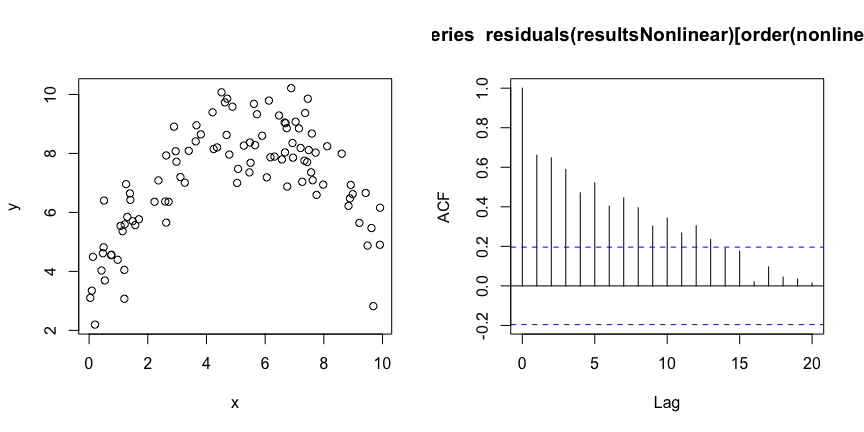 eries residuals(resultsNonlinear)[order(nonline
y
10
8
6
4
2
0 2 4 6 8 10
x
ACF
1.0
0.8
0.6
0.4
0.2
0.0
-0.2
0 5 10 15 20
Lag